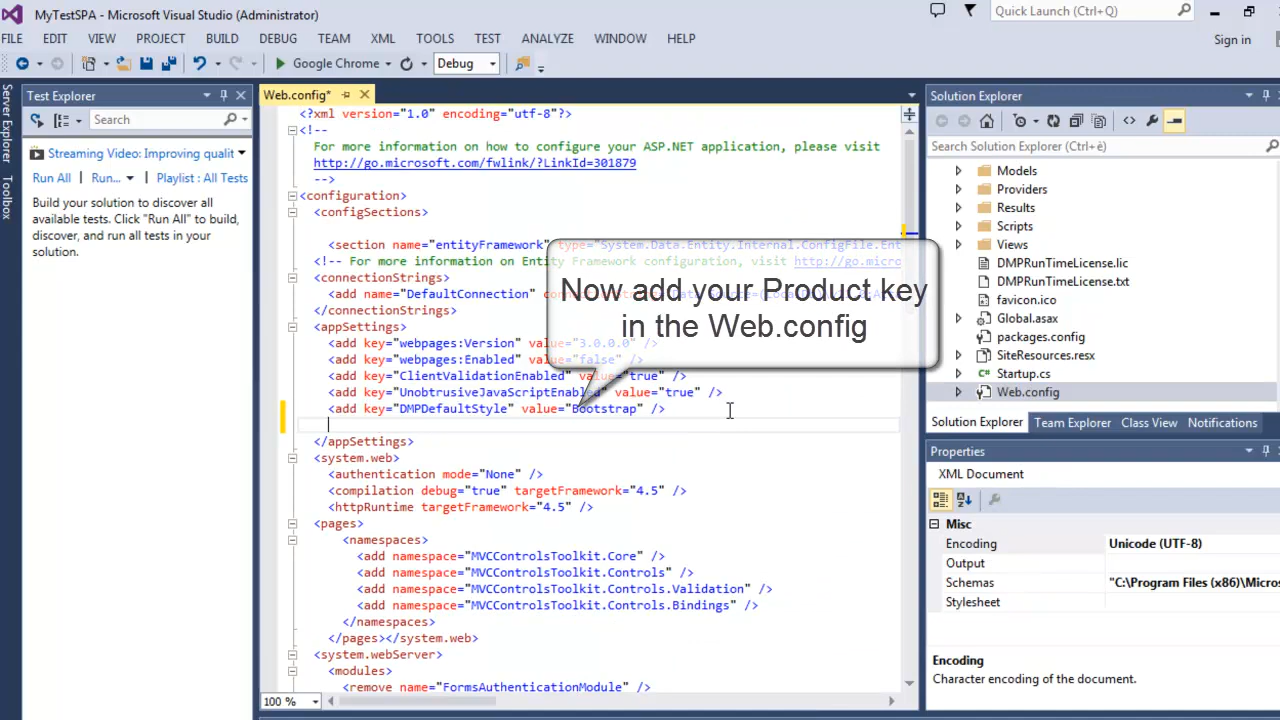 MyTestSPA - Microsoft Visual Studio (Administrator)
Quick Launch (Ctrl+Q)
FILE EDIT VIEW PROJECT BUILD DEBUG TEAM XML TOOLS TEST ANALYZE WINDOW HELP
Sign in
Google Chrome
Debug
Server Explorer
Toolbox
Test Explorer
Search
Streaming Video: Improving qualit
Run All Run... Playlist : All Tests
Build your solution to discover all
available tests. Click "Run All" to build,
discover, and run all tests in your
solution.
Web.config*
<?xml version="1.0" encoding="utf-8"?>
<!--
For more information on how to configure your ASP.NET application, please visit
http://go.microsoft.com/fwlink/?LinkId=301879
-->
<configuration>
<configSections>
<section name="entityFramework" type="System.Data.Entity.Internal.ConfigFile.Ent
<!-- For more information on Entity Framework configuration, visit http://go.micro
<connectionStrings>
<add name="DefaultConnection"
</connectionStrings>
<appSettings>
<add key="webpages:Version" value="3.0.0.0" />
<add key="webpages:Enabled" value="false" />
<add key="ClientValidationEnabled" value="true" />
<add key="UnobtrusiveJavaScriptEnabled" value="true" />
<add key="DMPDefaultStyle" value="Bootstrap" />
</appSettings>
<system.web>
<authentication mode="None" />
<compilation debug="true" targetFramework="4.5" />
<httpRuntime targetFramework="4.5" />
<pages>
<namespaces>
<add namespace="MVCControlsToolkit.Core" />
<add namespace="MVCControlsToolkit.Controls" />
<add namespace="MVCControlsToolkit.Controls.Validation" />
<add namespace="MVCControlsToolkit.Controls.Bindings" />
</namespaces>
</pages></system.web>
<system.webServer>
<modules>
<remove name="FormsAuthenticationModule" />
100 %
Now add your Product key
in the Web.config
Solution Explorer
Search Solution Explorer (Ctrl+è)
Models
Providers
Results
Scripts
Views
DMPRunTimeLicense.lic
DMPRunTimeLicense.txt
favicon.ico
Global.asax
packages.config
SiteResources.resx
Startup.cs
Web.config
Solution Explorer Team Explorer Class View Notifications
Properties
XML Document
Misc
Encoding Unicode (UTF-8)
Output
Schemas "C:\Program Files (x86)\Micros
Stylesheet
Encoding
Character encoding of the document.